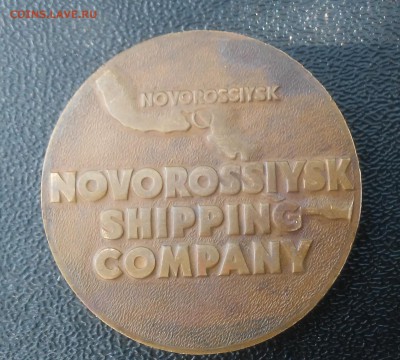 COINS.LAVE.RU
NOVOROSSIYSK
NOVOROSSIYSK
SHIPPING
COMPANY